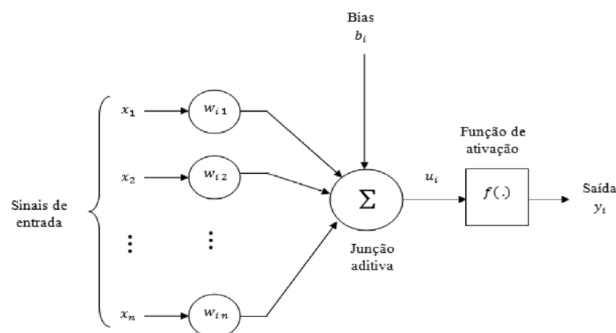 Bias
b_i
x_1
w_i1
Função de
ativação
x_2
w_i2
Σ
u_i
f(.)
Saída
y_i
Sinais de
entrada
⋮
⋮
Junção
aditiva
x_n
w_in